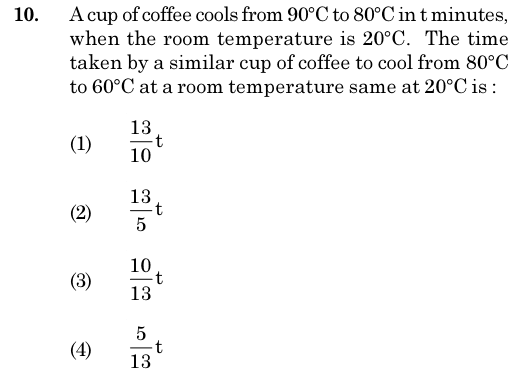 10. A cup of coffee cools from 90°C to 80°C in t minutes,
when the room temperature is 20°C. The time
taken by a similar cup of coffee to cool from 80°C
to 60°C at a room temperature same at 20°C is :
(1) 13/10 t
(2) 13/5 t
(3) 10/13 t
(4) 5/13 t